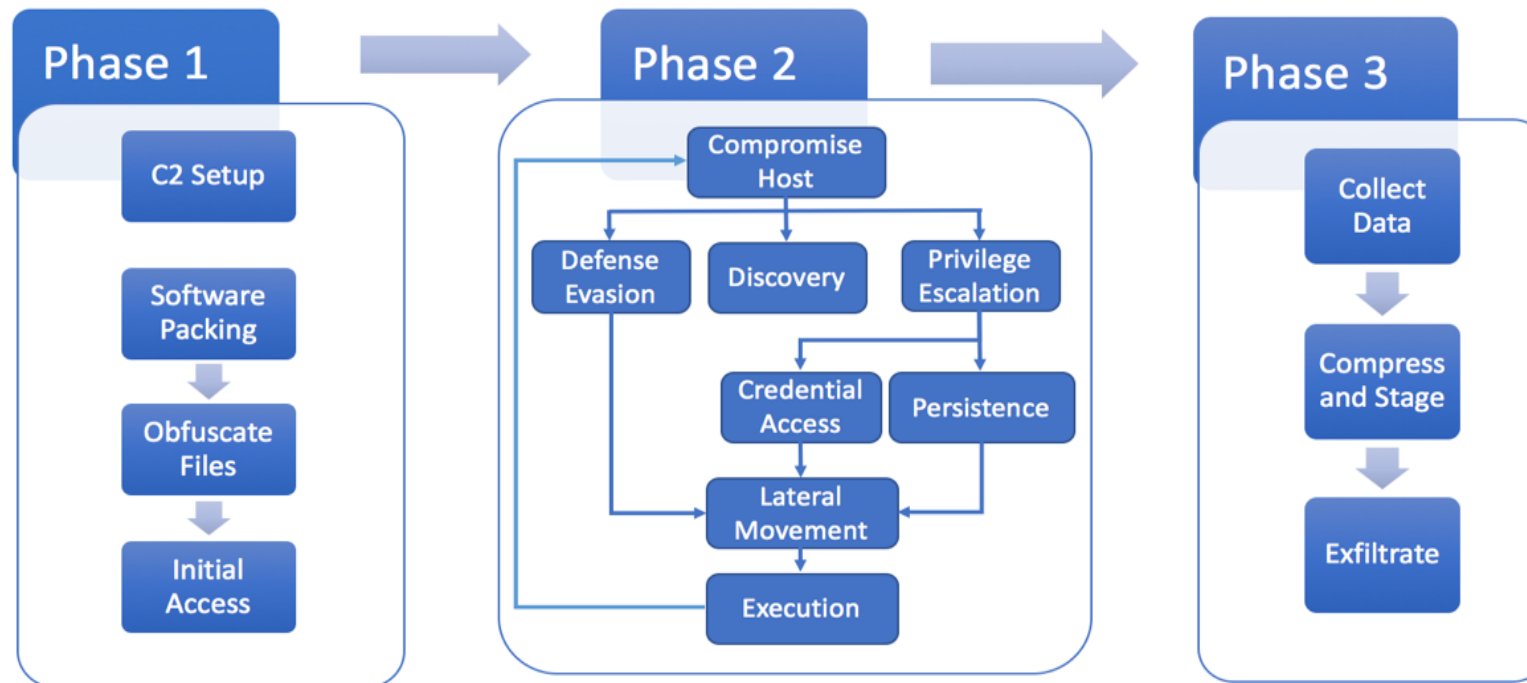 Phase 1
C2 Setup
Software
Packing
Obfuscate
Files
Initial
Access
Phase 2
Compromise
Host
Defense
Evasion
Discovery
Privilege
Escalation
Credential
Access
Persistence
Lateral
Movement
Execution
Phase 3
Collect
Data
Compress
and Stage
Exfiltrate